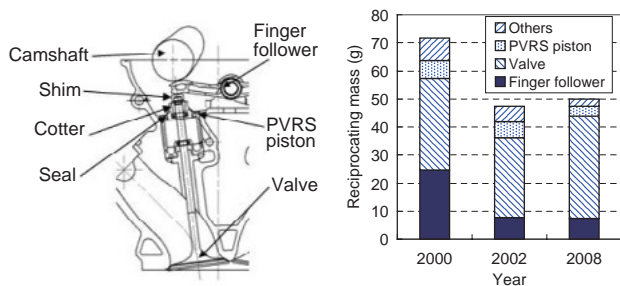 Camshaft
Finger
follower
Shim
Cotter
PVRS
piston
Seal
Valve
Reciprocating mass (g)
80
70
60
50
40
30
20
10
0
Others
PVRS piston
Valve
Finger follower
2000
2002
2008
Year